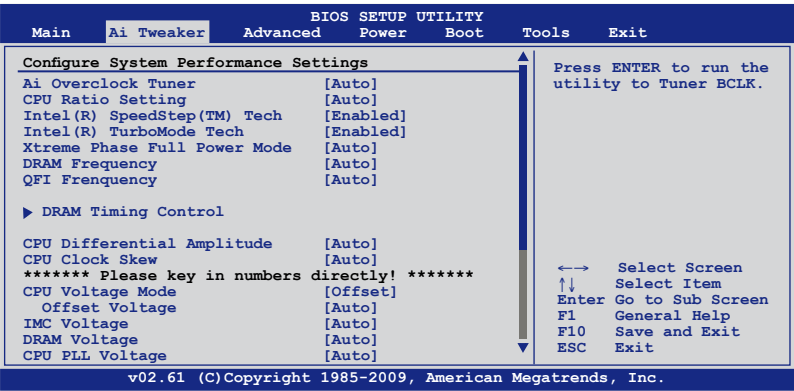 BIOS SETUP UTILITY
Main Ai Tweaker Advanced Power Boot Tools Exit
Configure System Performance Settings
Ai Overclock Tuner [Auto]
CPU Ratio Setting [Auto]
Intel(R) SpeedStep(TM) Tech [Enabled]
Intel(R) TurboMode Tech [Enabled]
Xtreme Phase Full Power Mode [Auto]
DRAM Frequency [Auto]
QFI Frenquency [Auto]
▶ DRAM Timing Control
CPU Differential Amplitude [Auto]
CPU Clock Skew [Auto]
******* Please key in numbers directly! *******
CPU Voltage Mode [Offset]
Offset Voltage [Auto]
IMC Voltage [Auto]
DRAM Voltage [Auto]
CPU PLL Voltage [Auto]
Press ENTER to run the
utility to Tuner BCLK.
←→ Select Screen
↑↓ Select Item
Enter Go to Sub Screen
F1 General Help
F10 Save and Exit
ESC Exit
v02.61 (C)Copyright 1985-2009, American Megatrends, Inc.